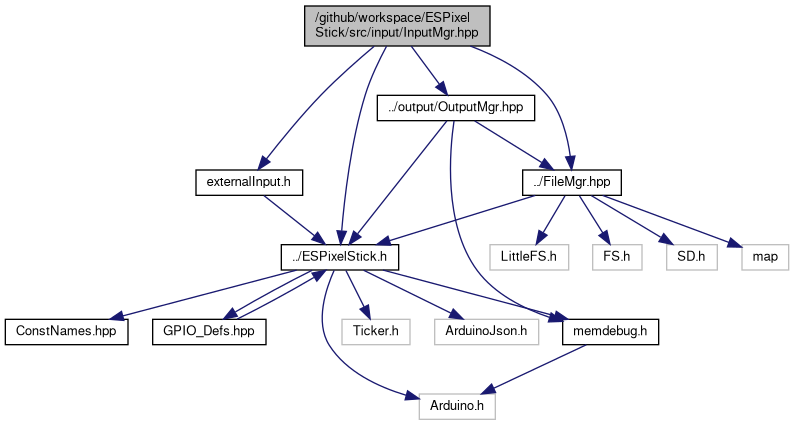 /github/workspace/ESPixel
Stick/src/input/InputMgr.hpp
../output/OutputMgr.hpp
externalInput.h
../FileMgr.hpp
../ESPixelStick.h
LittleFS.h
FS.h
SD.h
map
ConstNames.hpp
GPIO_Defs.hpp
Ticker.h
ArduinoJson.h
memdebug.h
Arduino.h